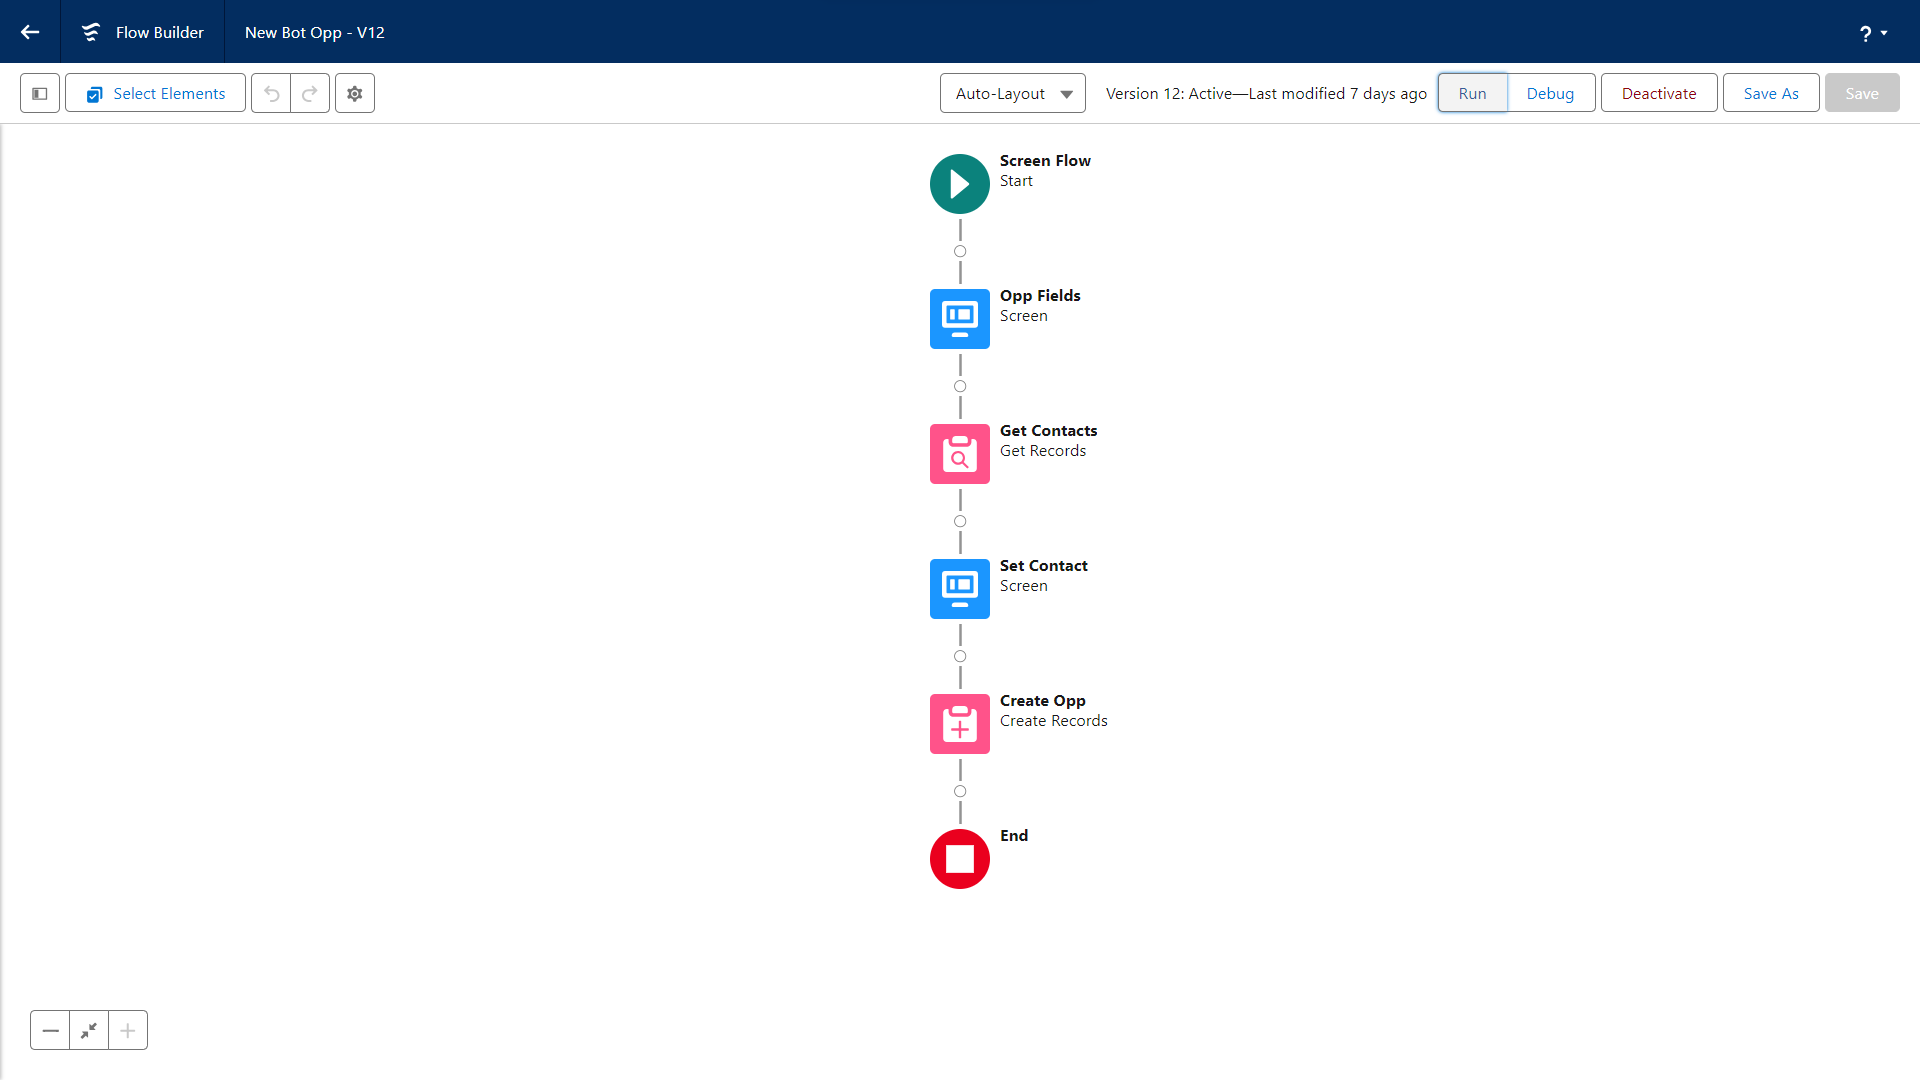 Flow Builder
New Bot Opp - V12
?
Select Elements
Auto-Layout
Version 12: Active—Last modified 7 days ago
Run
Debug
Deactivate
Save As
Save
Screen Flow
Start
Opp Fields
Screen
Get Contacts
Get Records
Set Contact
Screen
Create Opp
Create Records
End